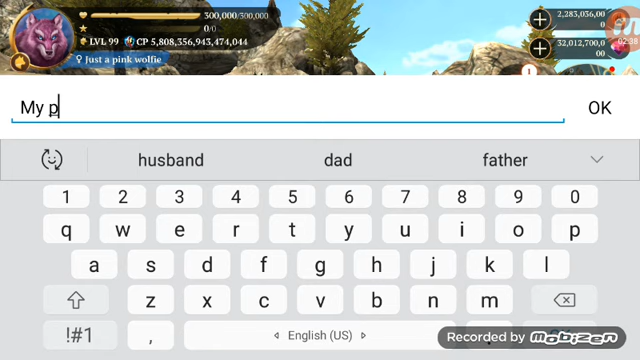 300,000/300,000
0/0
LVL 99 CP 5,808,356,943,474,044
Just a pink wolfie
2,283,036,00
0
32,012,700,0
00
02:38
My p
OK
husband dad father
1 2 3 4 5 6 7 8 9 0
q w e r t y u i o p
a s d f g h j k l
z x c v b n m
!#1 , English (US)
Recorded by Mobizen